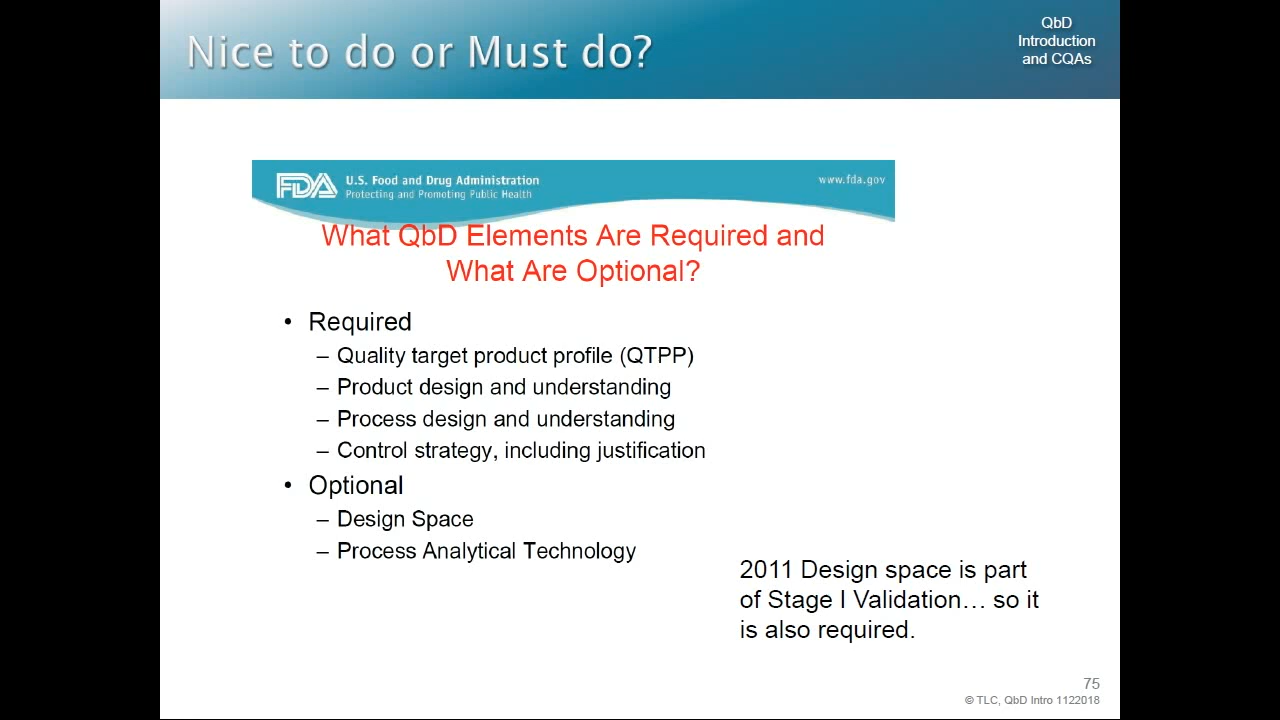 Nice to do or Must do?
QbD
Introduction
and CQAs
FDA
U.S. Food and Drug Administration
Protecting and Promoting Public Health
www.fda.gov
What QbD Elements Are Required and
What Are Optional?
• Required
– Quality target product profile (QTPP)
– Product design and understanding
– Process design and understanding
– Control strategy, including justification
• Optional
– Design Space
– Process Analytical Technology
2011 Design space is part
of Stage I Validation… so it
is also required.
75
© TLC, QbD Intro 1122018